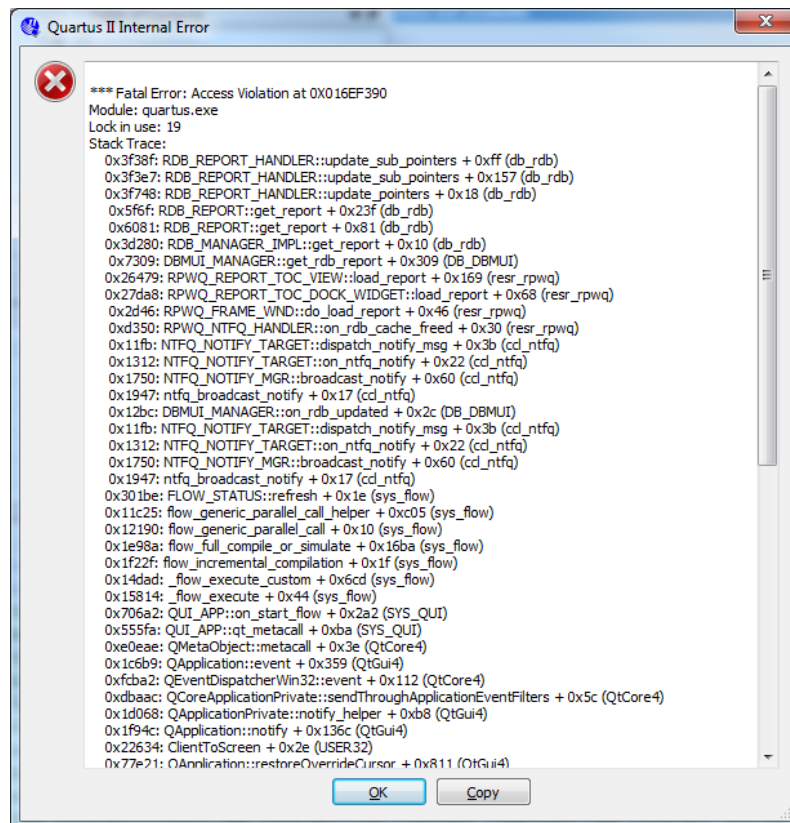 Quartus II Internal Error
*** Fatal Error: Access Violation at 0X016EF390
Module: quartus.exe
Lock in use: 19
Stack Trace:
0x3f38f: RDB_REPORT_HANDLER::update_sub_pointers + 0xff (db_rdb)
0x3f3e7: RDB_REPORT_HANDLER::update_sub_pointers + 0x157 (db_rdb)
0x3f748: RDB_REPORT_HANDLER::update_pointers + 0x18 (db_rdb)
0x5f6f: RDB_REPORT::get_report + 0x23f (db_rdb)
0x6081: RDB_REPORT::get_report + 0x81 (db_rdb)
0x3d280: RDB_MANAGER_IMPL::get_report + 0x10 (db_rdb)
0x7309: DBMUI_MANAGER::get_rdb_report + 0x309 (DB_DBMUI)
0x26479: RPWQ_REPORT_TOC_VIEW::load_report + 0x169 (resr_rpwq)
0x27da8: RPWQ_REPORT_TOC_DOCK_WIDGET::load_report + 0x68 (resr_rpwq)
0x2d46: RPWQ_FRAME_WND::do_load_report + 0x46 (resr_rpwq)
0xd350: RPWQ_NTFQ_HANDLER::on_rdb_cache_freed + 0x30 (resr_rpwq)
0x11fb: NTFQ_NOTIFY_TARGET::dispatch_notify_msg + 0x3b (ccl_ntfq)
0x1312: NTFQ_NOTIFY_TARGET::on_ntfq_notify + 0x22 (ccl_ntfq)
0x1750: NTFQ_NOTIFY_MGR::broadcast_notify + 0x60 (ccl_ntfq)
0x1947: ntfq_broadcast_notify + 0x17 (ccl_ntfq)
0x12bc: DBMUI_MANAGER::on_rdb_updated + 0x2c (DB_DBMUI)
0x11fb: NTFQ_NOTIFY_TARGET::dispatch_notify_msg + 0x3b (ccl_ntfq)
0x1312: NTFQ_NOTIFY_TARGET::on_ntfq_notify + 0x22 (ccl_ntfq)
0x1750: NTFQ_NOTIFY_MGR::broadcast_notify + 0x60 (ccl_ntfq)
0x1947: ntfq_broadcast_notify + 0x17 (ccl_ntfq)
0x301be: FLOW_STATUS::refresh + 0x1e (sys_flow)
0x11c25: flow_generic_parallel_call_helper + 0xc05 (sys_flow)
0x12190: flow_generic_parallel_call + 0x10 (sys_flow)
0x1e98a: flow_full_compile_or_simulate + 0x16ba (sys_flow)
0x1f22f: flow_incremental_compilation + 0x1f (sys_flow)
0x14dad: _flow_execute_custom + 0x6cd (sys_flow)
0x15814: _flow_execute + 0x44 (sys_flow)
0x706a2: QUI_APP::on_start_flow + 0x2a2 (SYS_QUI)
0x555fa: QUI_APP::qt_metacall + 0xba (SYS_QUI)
0xe0eae: QMetaObject::metacall + 0x3e (QtCore4)
0x1c6b9: QApplication::event + 0x359 (QtGui4)
0xfcba2: QEventDispatcherWin32::event + 0x112 (QtCore4)
0xdbaac: QCoreApplicationPrivate::sendThroughApplicationEventFilters + 0x5c (QtCore4)
0x1d068: QApplicationPrivate::notify_helper + 0xb8 (QtGui4)
0x1f94c: QApplication::notify + 0x136c (QtGui4)
0x22634: ClientToScreen + 0x2e (USER32)
0x77e21: QApplication::restoreOverrideCursor + 0x811 (QtGui4)
OK Copy